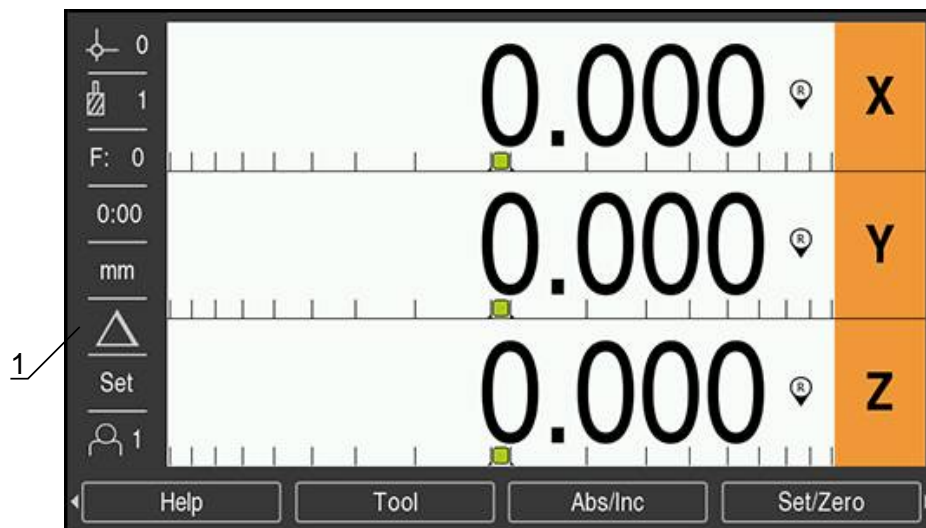 0
0.000 R X
1
F: 0
0:00
0.000 R Y
mm
1
Set
0.000 R Z
1
Help Tool Abs/Inc Set/Zero